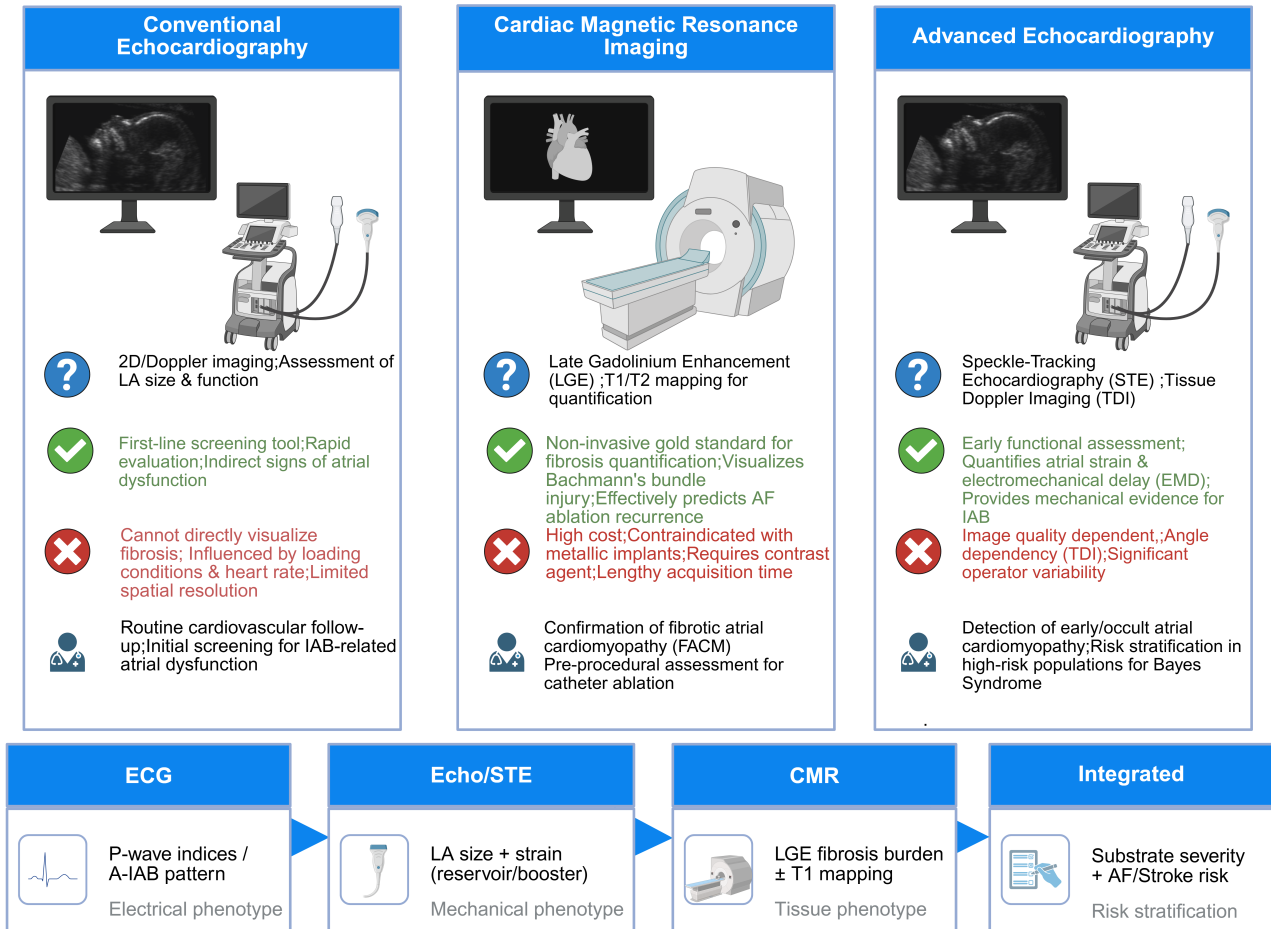 Conventional
Echocardiography
2D/Doppler imaging;Assessment of
LA size & function
First-line screening tool;Rapid
evaluation;Indirect signs of atrial
dysfunction
Cannot directly visualize
fibrosis; Influenced by loading
conditions & heart rate;Limited
spatial resolution
Routine cardiovascular follow-
up;Initial screening for IAB-related
atrial dysfunction
Cardiac Magnetic Resonance
Imaging
Late Gadolinium Enhancement
(LGE) ;T1/T2 mapping for
quantification
Non-invasive gold standard for
fibrosis quantification;Visualizes
Bachmann's bundle
injury;Effectively predicts AF
ablation recurrence
High cost;Contraindicated with
metallic implants;Requires contrast
agent;Lengthy acquisition time
Confirmation of fibrotic atrial
cardiomyopathy (FACM)
Pre-procedural assessment for
catheter ablation
Advanced Echocardiography
Speckle-Tracking
Echocardiography (STE) ;Tissue
Doppler Imaging (TDI)
Early functional assessment;
Quantifies atrial strain &
electromechanical delay (EMD);
Provides mechanical evidence for
IAB
Image quality dependent,;Angle
dependency (TDI);Significant
operator variability
Detection of early/occult atrial
cardiomyopathy;Risk stratification in
high-risk populations for Bayes
Syndrome
.
ECG
P-wave indices /
A-IAB pattern
Electrical phenotype
Echo/STE
LA size + strain
(reservoir/booster)
Mechanical phenotype
CMR
LGE fibrosis burden
± T1 mapping
Tissue phenotype
Integrated
Substrate severity
+ AF/Stroke risk
Risk stratification